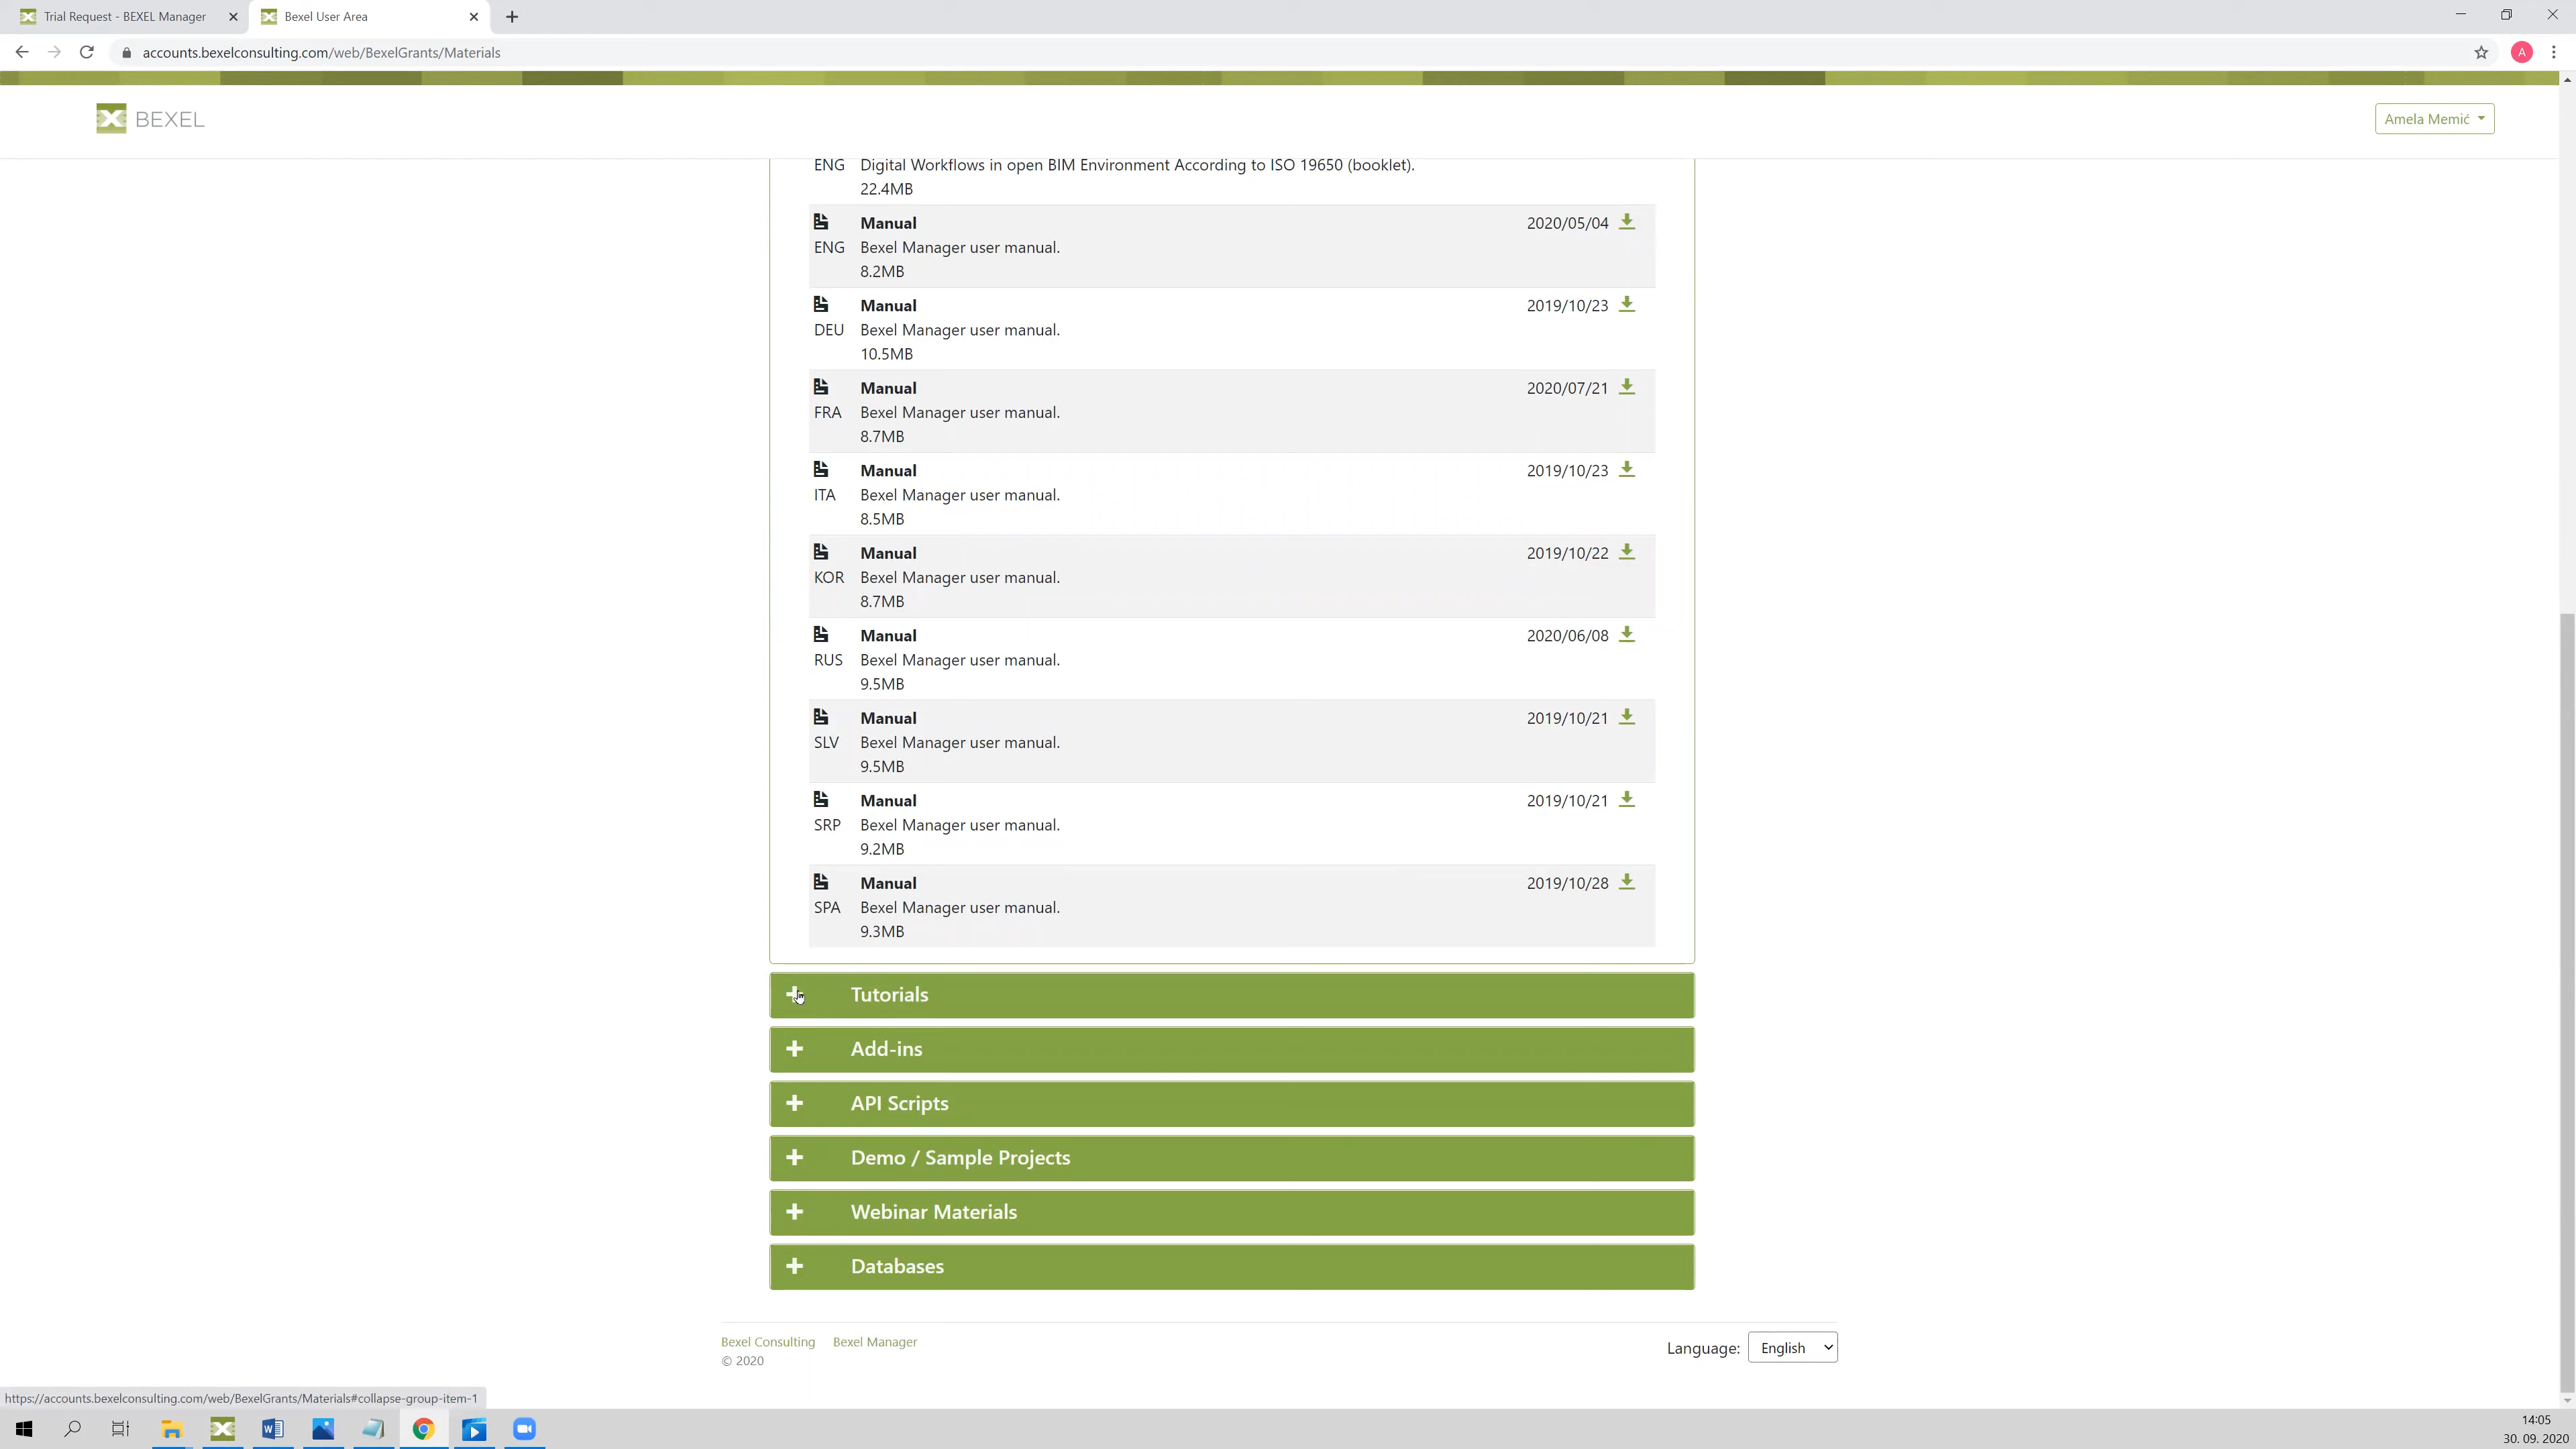 Trial Request - BEXEL Manager
Bexel User Area
accounts.bexelconsulting.com/web/BexelGrants/Materials
A
BEXEL
Amela Memić
ENG Digital Workflows in open BIM Environment According to ISO 19650 (booklet).
22.4MB
Manual 2020/05/04
ENG Bexel Manager user manual.
8.2MB
Manual 2019/10/23
DEU Bexel Manager user manual.
10.5MB
Manual 2020/07/21
FRA Bexel Manager user manual.
8.7MB
Manual 2019/10/23
ITA Bexel Manager user manual.
8.5MB
Manual 2019/10/22
KOR Bexel Manager user manual.
8.7MB
Manual 2020/06/08
RUS Bexel Manager user manual.
9.5MB
Manual 2019/10/21
SLV Bexel Manager user manual.
9.5MB
Manual 2019/10/21
SRP Bexel Manager user manual.
9.2MB
Manual 2019/10/28
SPA Bexel Manager user manual.
9.3MB
Tutorials
Add-ins
API Scripts
Demo / Sample Projects
Webinar Materials
Databases
Bexel Consulting Bexel Manager
© 2020
Language: English
https://accounts.bexelconsulting.com/web/BexelGrants/Materials#collapse-group-item-1
14:05
30. 09. 2020